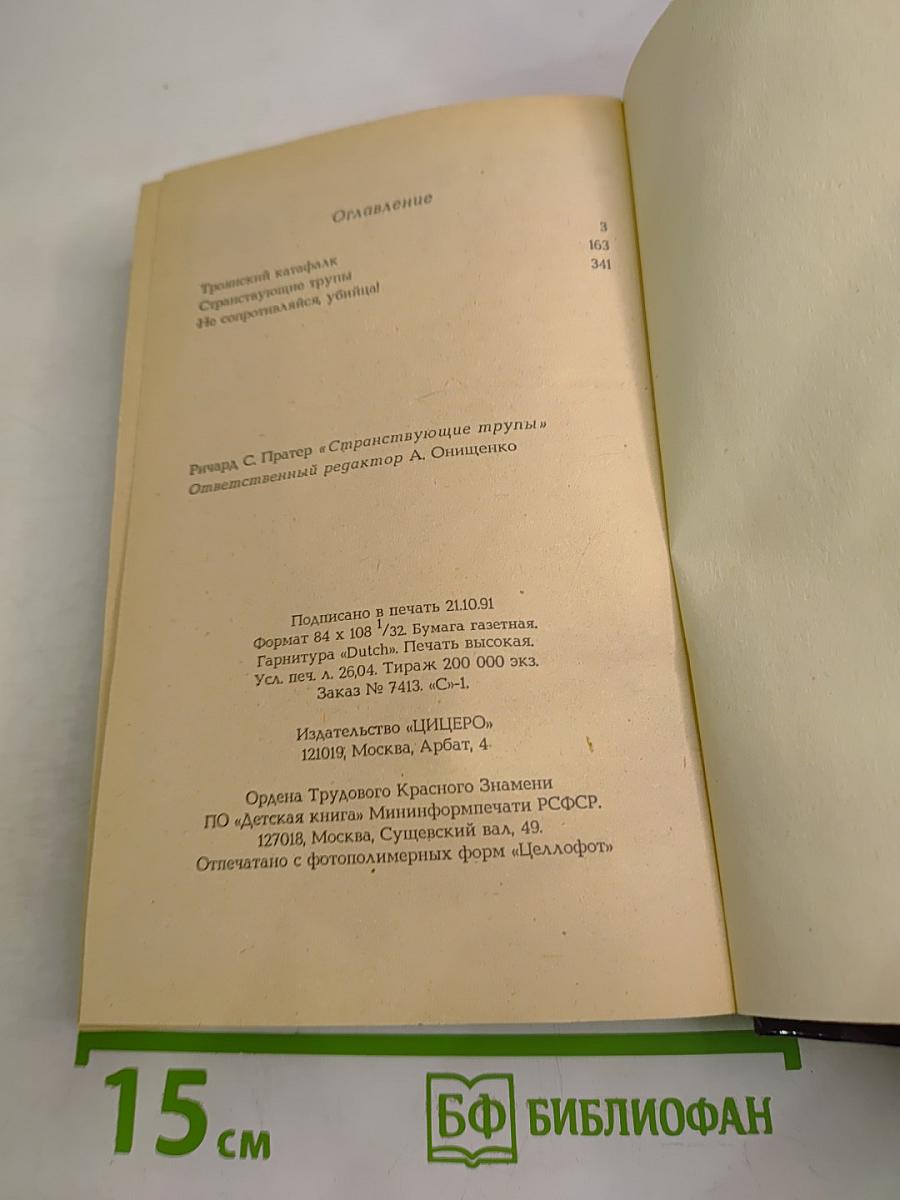 Оглавление
Троянский катафалк 3
Странствующие трупы 163
Не сопротивляйся, убийца! 341
Ричард С. Пратер «Странствующие трупы»
Ответственный редактор А. Онищенко
Подписано в печать 21.10.91
Формат 84 х 108 1/32. Бумага газетная.
Гарнитура «Dutch». Печать высокая.
Усл. печ. л. 26,04. Тираж 200 000 экз.
Заказ № 7413. «С»-1.
Издательство «ЦИЦЕРО»
121019, Москва, Арбат, 4
Ордена Трудового Красного Знамени
ПО «Детская книга» Мининформпечати РСФСР.
127018, Москва, Сущевский вал, 49.
Отпечатано с фотополимерных форм «Целлофот»
15 см
БФ БИБЛИОФАН